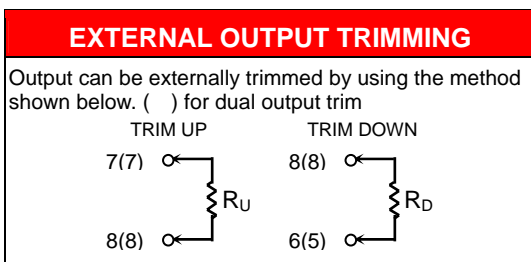 EXTERNAL OUTPUT TRIMMING
Output can be externally trimmed by using the method
shown below. (   ) for dual output trim
TRIM UP TRIM DOWN
7(7) 8(8)
RU RD
8(8) 6(5)